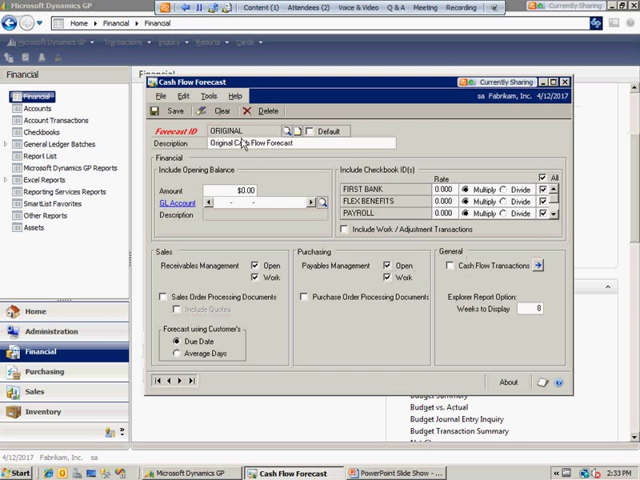 Microsoft Dynamics GP
Content (1) Attendees (2) Voice & Video Q & A Meeting Recording
Home Financial Financial
Microsoft Dynamics GP Transactions Inquiry Reports Cards
Financial
Financial
Accounts
Account Transactions
Checkbooks
General Ledger Batches
Report List
Microsoft Dynamics GP Reports
Excel Reports
Reporting Services Reports
SmartList Favorites
Other Reports
Assets
Home
Administration
Financial
Purchasing
Sales
Inventory
Cash Flow Forecast
Currently Sharing
File Edit Tools Help
sa Fabrikam, Inc. 4/12/2017
Save Clear Delete
Forecast ID ORIGINAL Default
Description Original Cash Flow Forecast
Financial
Include Opening Balance
Amount $0.00
GL Account - -
Description
Include Checkbook ID(s)
Rate All
FIRST BANK 0.000 Multiply Divide
FLEX BENEFITS 0.000 Multiply Divide
PAYROLL 0.000 Multiply Divide
Include Work / Adjustment Transactions
Sales
Receivables Management Open
Work
Sales Order Processing Documents
Include Quotes
Forecast using Customer's
Due Date
Average Days
Purchasing
Payables Management Open
Work
Purchase Order Processing Documents
General
Cash Flow Transactions
Explorer Report Option:
Weeks to Display 8
About
Budget Summary
Budget vs. Actual
Budget Journal Entry Inquiry
Budget Transaction Summary
4/12/2017 Fabrikam, Inc. sa
Start Microsoft Dynamics GP Cash Flow Forecast PowerPoint Slide Show - ... Currently Sharing 2:33 PM